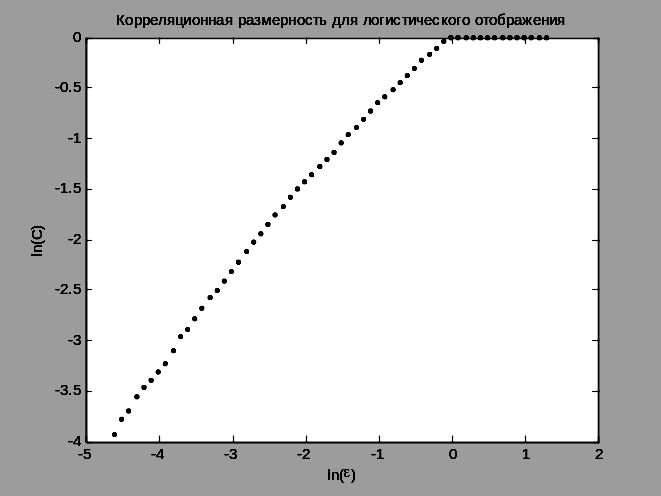 Корреляционная размерность для логистического отображения
0
-0.5
-1
-1.5
-2
-2.5
-3
-3.5
-4
ln(C)
-5 -4 -3 -2 -1 0 1 2
ln(ε)